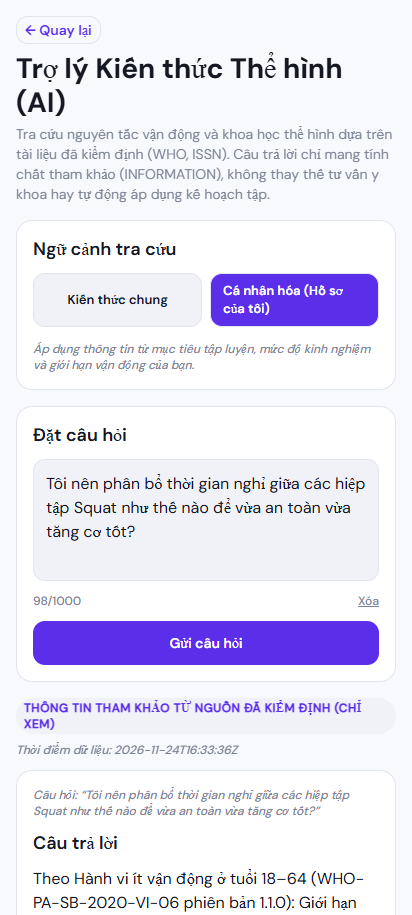 ← Quay lại
Trợ lý Kiến thức Thể hình
(AI)
Tra cứu nguyên tắc vận động và khoa học thể hình dựa trên
tài liệu đã kiểm định (WHO, ISSN). Câu trả lời chỉ mang tính
chất tham khảo (INFORMATION), không thay thế tư vấn y
khoa hay tự động áp dụng kế hoạch tập.
Ngữ cảnh tra cứu
Kiến thức chung
Cá nhân hóa (Hồ sơ
của tôi)
Áp dụng thông tin từ mục tiêu tập luyện, mức độ kinh nghiệm
và giới hạn vận động của bạn.
Đặt câu hỏi
Tôi nên phân bổ thời gian nghỉ giữa các hiệp
tập Squat như thế nào để vừa an toàn vừa
tăng cơ tốt?
98/1000
Xóa
Gửi câu hỏi
THÔNG TIN THAM KHẢO TỪ NGUỒN ĐÃ KIỂM ĐỊNH (CHỈ
XEM)
Thời điểm dữ liệu: 2026-11-24T16:33:36Z
Câu hỏi: “Tôi nên phân bổ thời gian nghỉ giữa các hiệp tập
Squat như thế nào để vừa an toàn vừa tăng cơ tốt?”
Câu trả lời
Theo Hành vi ít vận động ở tuổi 18–64 (WHO-
PA-SB-2020-VI-06 phiên bản 1.1.0): Giới hạn